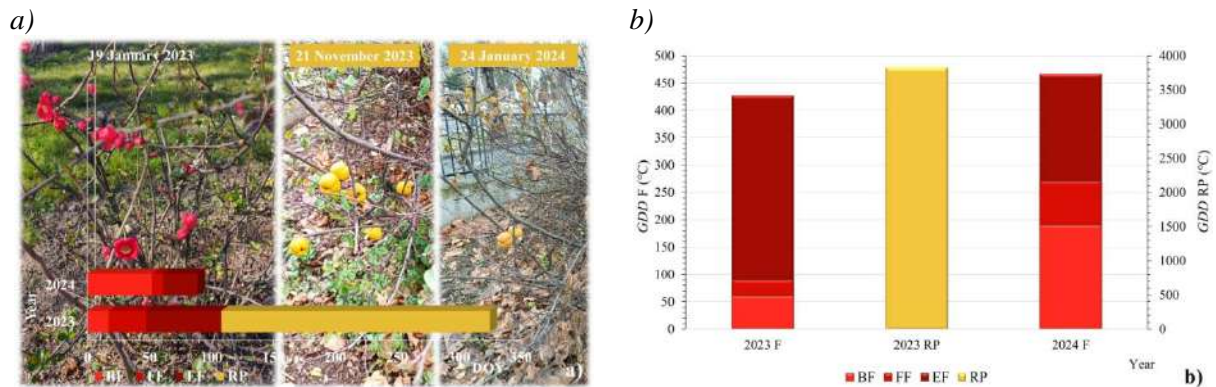 a)
19 January 2023
21 November 2023
24 January 2024
Year
2024
2023
0 50 100 15 200 250 300 350
BF FF EF RP
DOY
a)
b)
GDD F (°C)
500
450
400
350
300
250
200
150
100
50
0
4000
3500
3000
2500
2000
1500
1000
500
0
GDD RP (°C)
2023 F 2023 RP 2024 F
Year
BF FF EF RP
b)